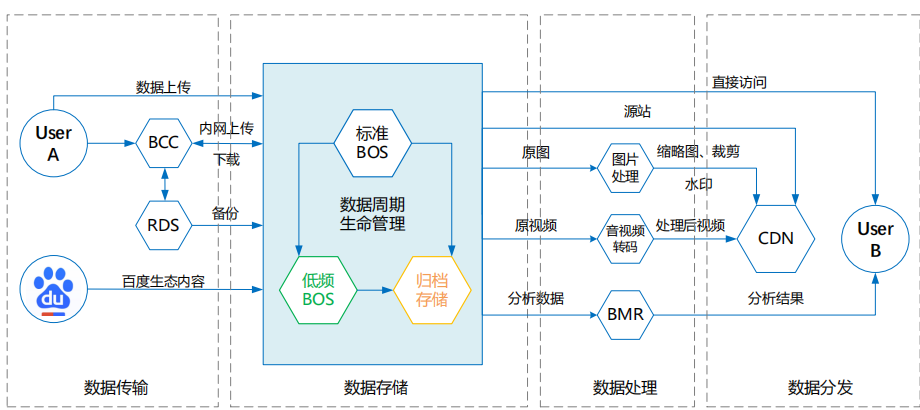 数据上传
User
A
BCC
内网上传
下载
RDS
备份
du
百度生态内容
数据传输
标准
BOS
数据周期
生命管理
低频
BOS
归档
存储
数据存储
直接访问
源站
原图
图片
处理
缩略图、裁剪
水印
原视频
音视频
转码
处理后视频
分析数据
BMR
分析结果
数据处理
CDN
User
B
数据分发